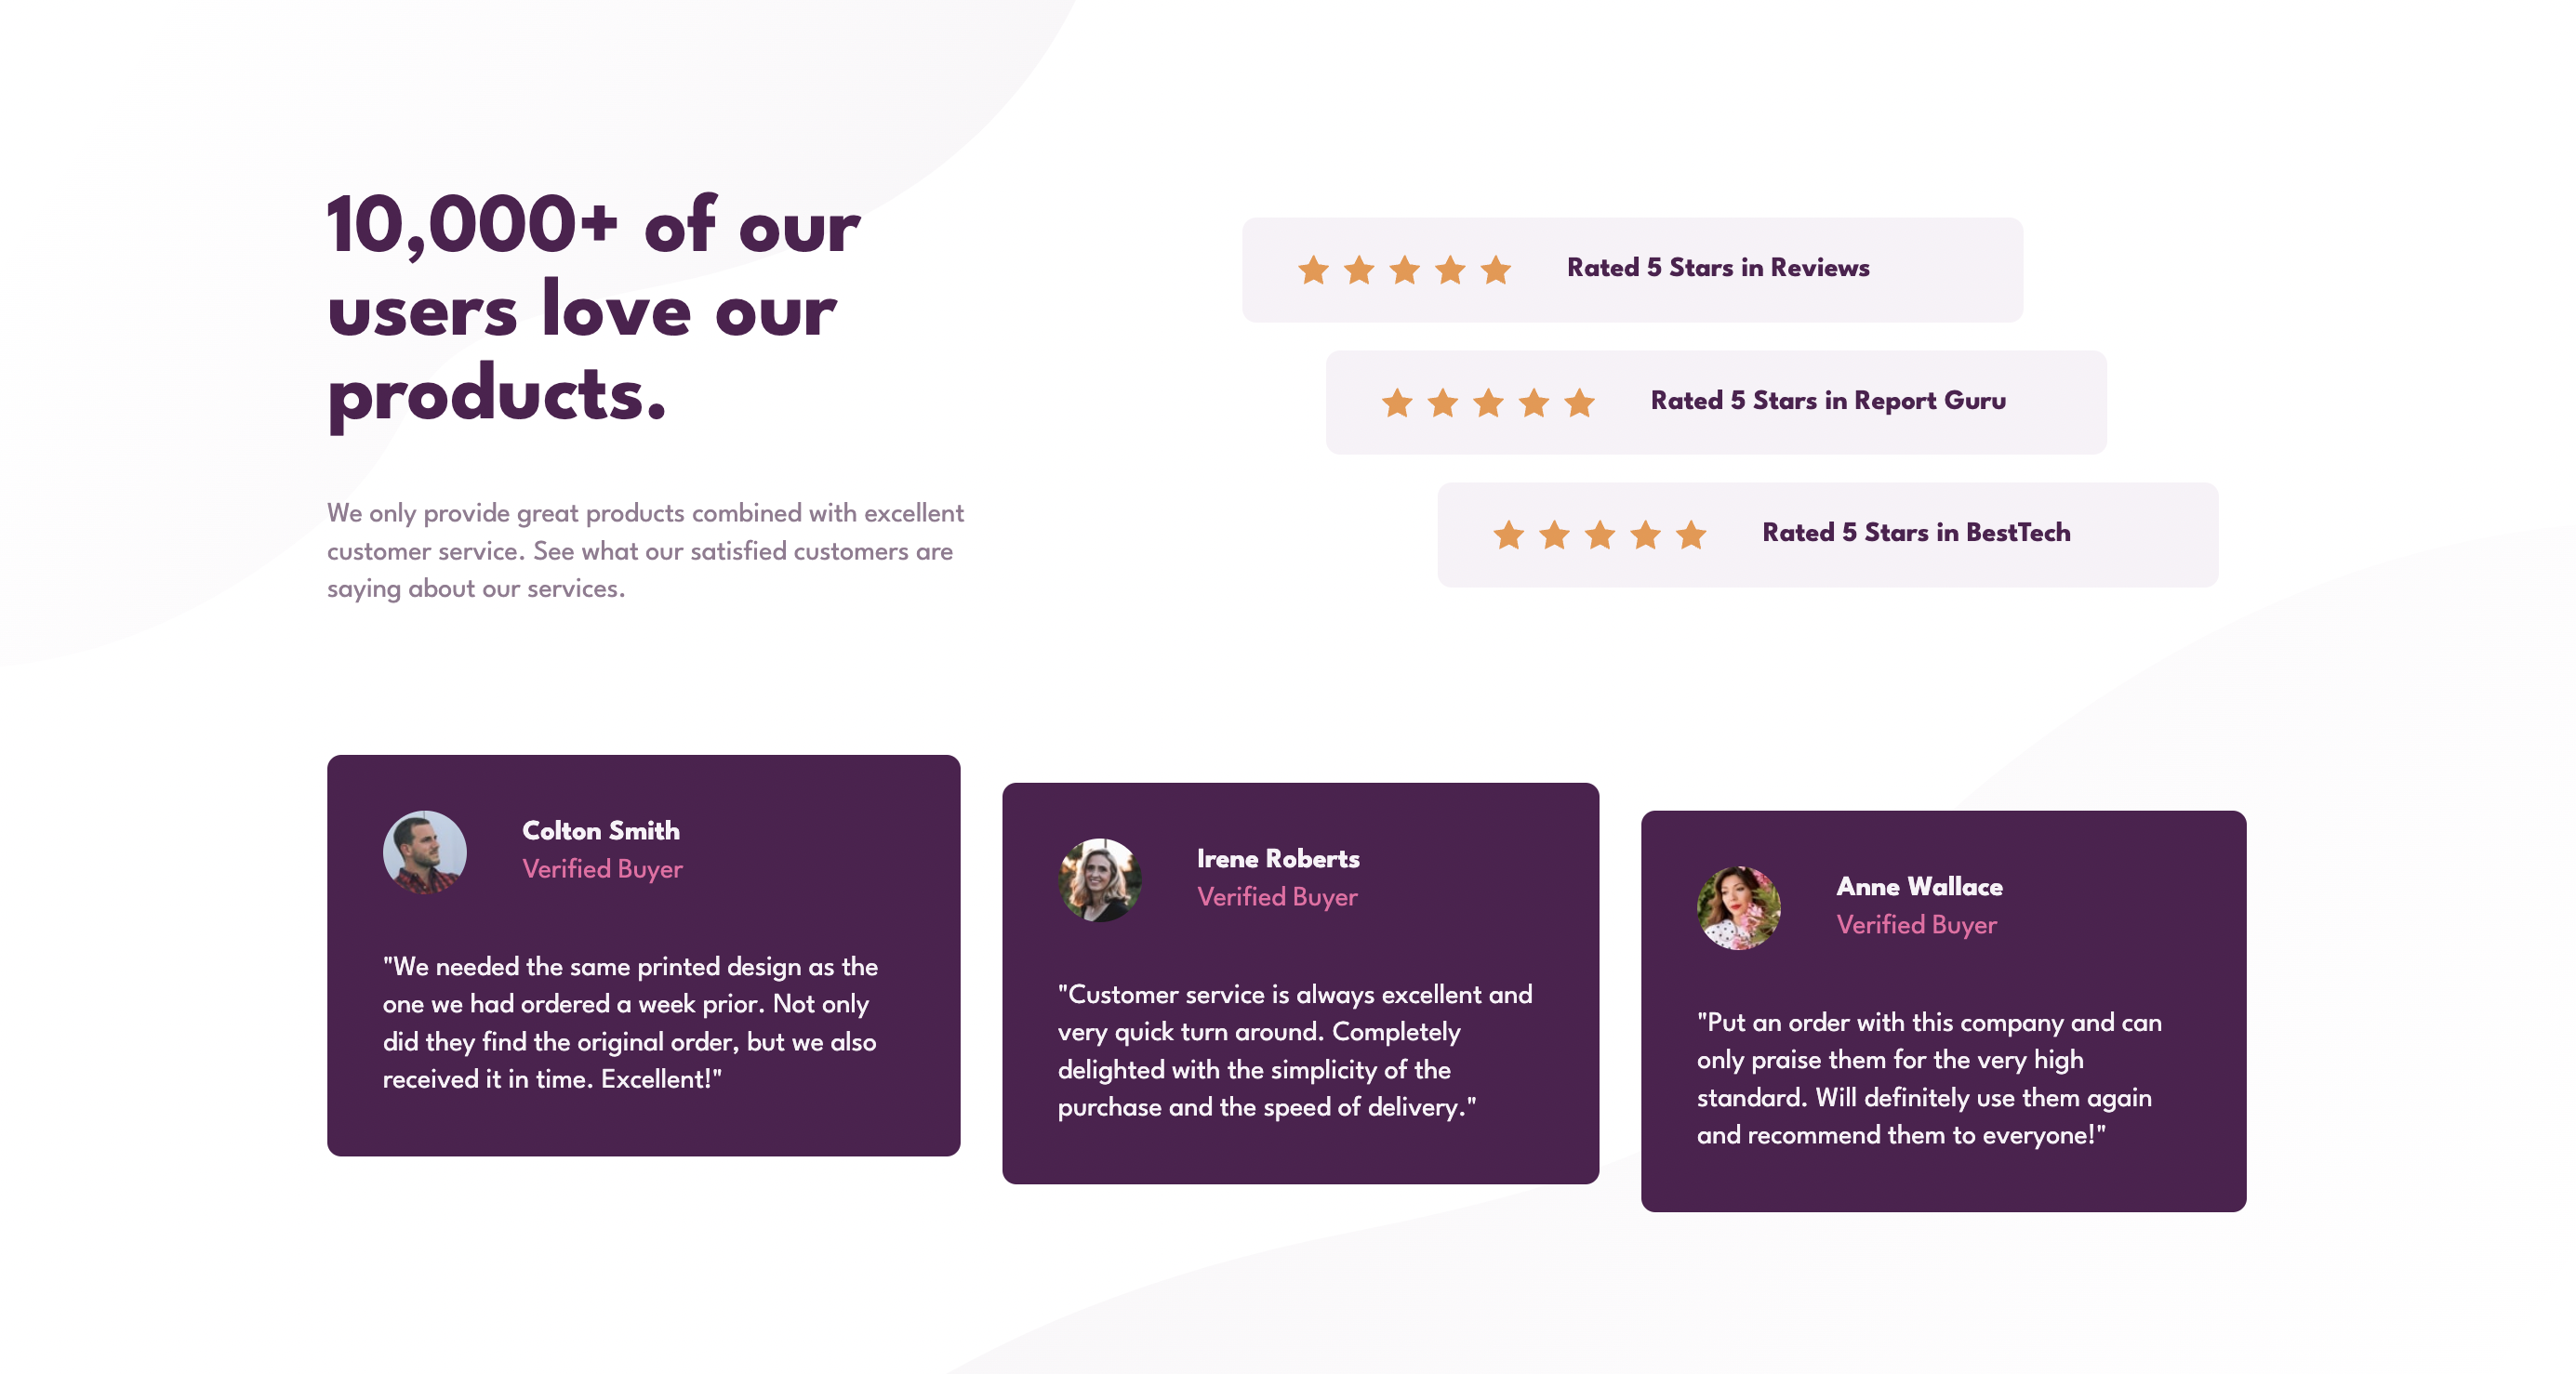 10,000+ of our
users love our
products.
We only provide great products combined with excellent
customer service. See what our satisfied customers are
saying about our services.
Rated 5 Stars in Reviews
Rated 5 Stars in Report Guru
Rated 5 Stars in BestTech
Colton Smith
Verified Buyer
"We needed the same printed design as the
one we had ordered a week prior. Not only
did they find the original order, but we also
received it in time. Excellent!"
Irene Roberts
Verified Buyer
"Customer service is always excellent and
very quick turn around. Completely
delighted with the simplicity of the
purchase and the speed of delivery."
Anne Wallace
Verified Buyer
"Put an order with this company and can
only praise them for the very high
standard. Will definitely use them again
and recommend them to everyone!"